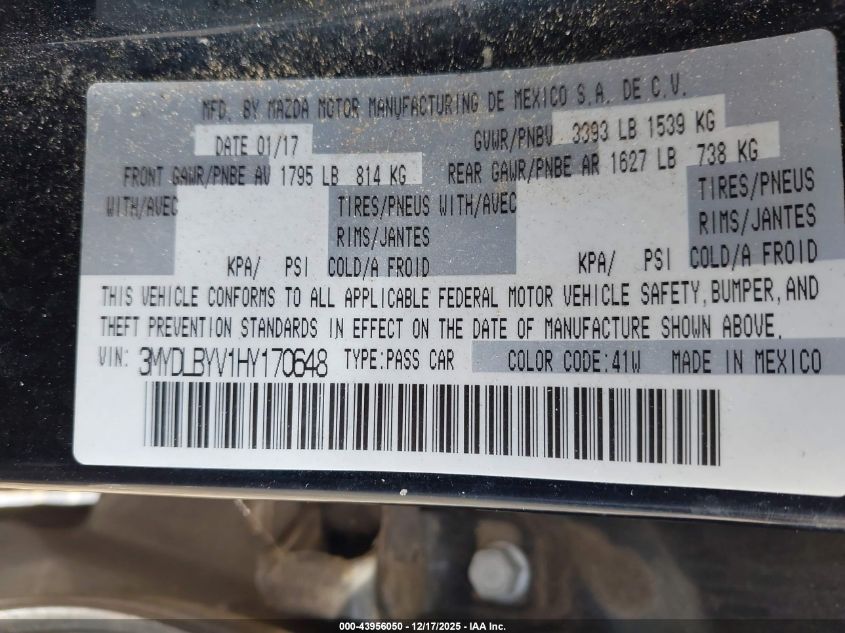 MFD. BY MAZDA MOTOR MANUFACTURING DE MEXICO S.A. DE C.V.
DATE 01/17 GVWR/PNBV 3393 LB 1539 KG
FRONT GAWR/PNBE AV 1795 LB 814 KG REAR GAWR/PNBE AR 1627 LB 738 KG
WITH/AVEC TIRES/PNEUS WITH/AVEC TIRES/PNEUS
RIMS/JANTES RIMS/JANTES
KPA/ PSI COLD/A FROID KPA/ PSI COLD/A FROID
THIS VEHICLE CONFORMS TO ALL APPLICABLE FEDERAL MOTOR VEHICLE SAFETY, BUMPER, AND
THEFT PREVENTION STANDARDS IN EFFECT ON THE DATE OF MANUFACTURE SHOWN ABOVE.
VIN: 3MYDLBYV1HY170648 TYPE:PASS CAR COLOR CODE:41W MADE IN MEXICO
000-43956050 - 12/17/2025 - IAA Inc.